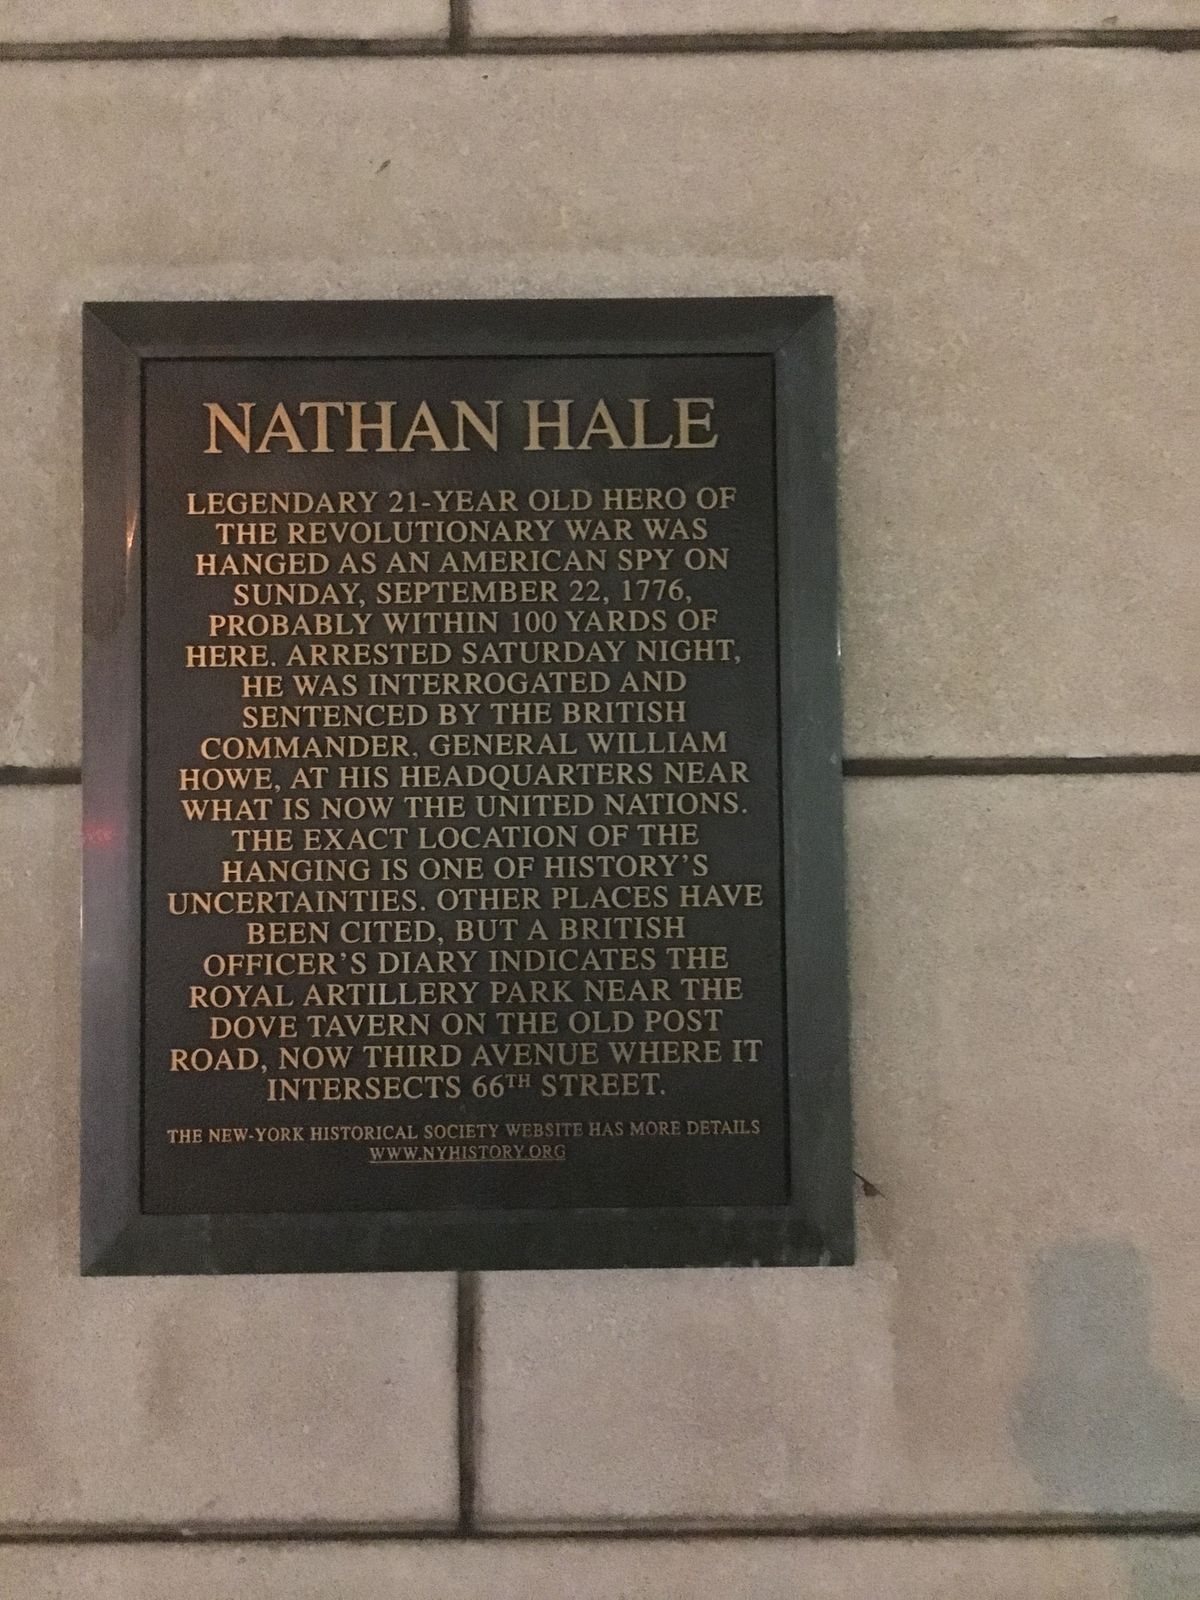 NATHAN HALE
LEGENDARY 21-YEAR OLD HERO OF
THE REVOLUTIONARY WAR WAS
HANGED AS AN AMERICAN SPY ON
SUNDAY, SEPTEMBER 22, 1776,
PROBABLY WITHIN 100 YARDS OF
HERE. ARRESTED SATURDAY NIGHT,
HE WAS INTERROGATED AND
SENTENCED BY THE BRITISH
COMMANDER, GENERAL WILLIAM
HOWE, AT HIS HEADQUARTERS NEAR
WHAT IS NOW THE UNITED NATIONS.
THE EXACT LOCATION OF THE
HANGING IS ONE OF HISTORY'S
UNCERTAINTIES. OTHER PLACES HAVE
BEEN CITED, BUT A BRITISH
OFFICER'S DIARY INDICATES THE
ROYAL ARTILLERY PARK NEAR THE
DOVE TAVERN ON THE OLD POST
ROAD, NOW THIRD AVENUE WHERE IT
INTERSECTS 66TH STREET.
THE NEW-YORK HISTORICAL SOCIETY WEBSITE HAS MORE DETAILS
WWW.NYHISTORY.ORG